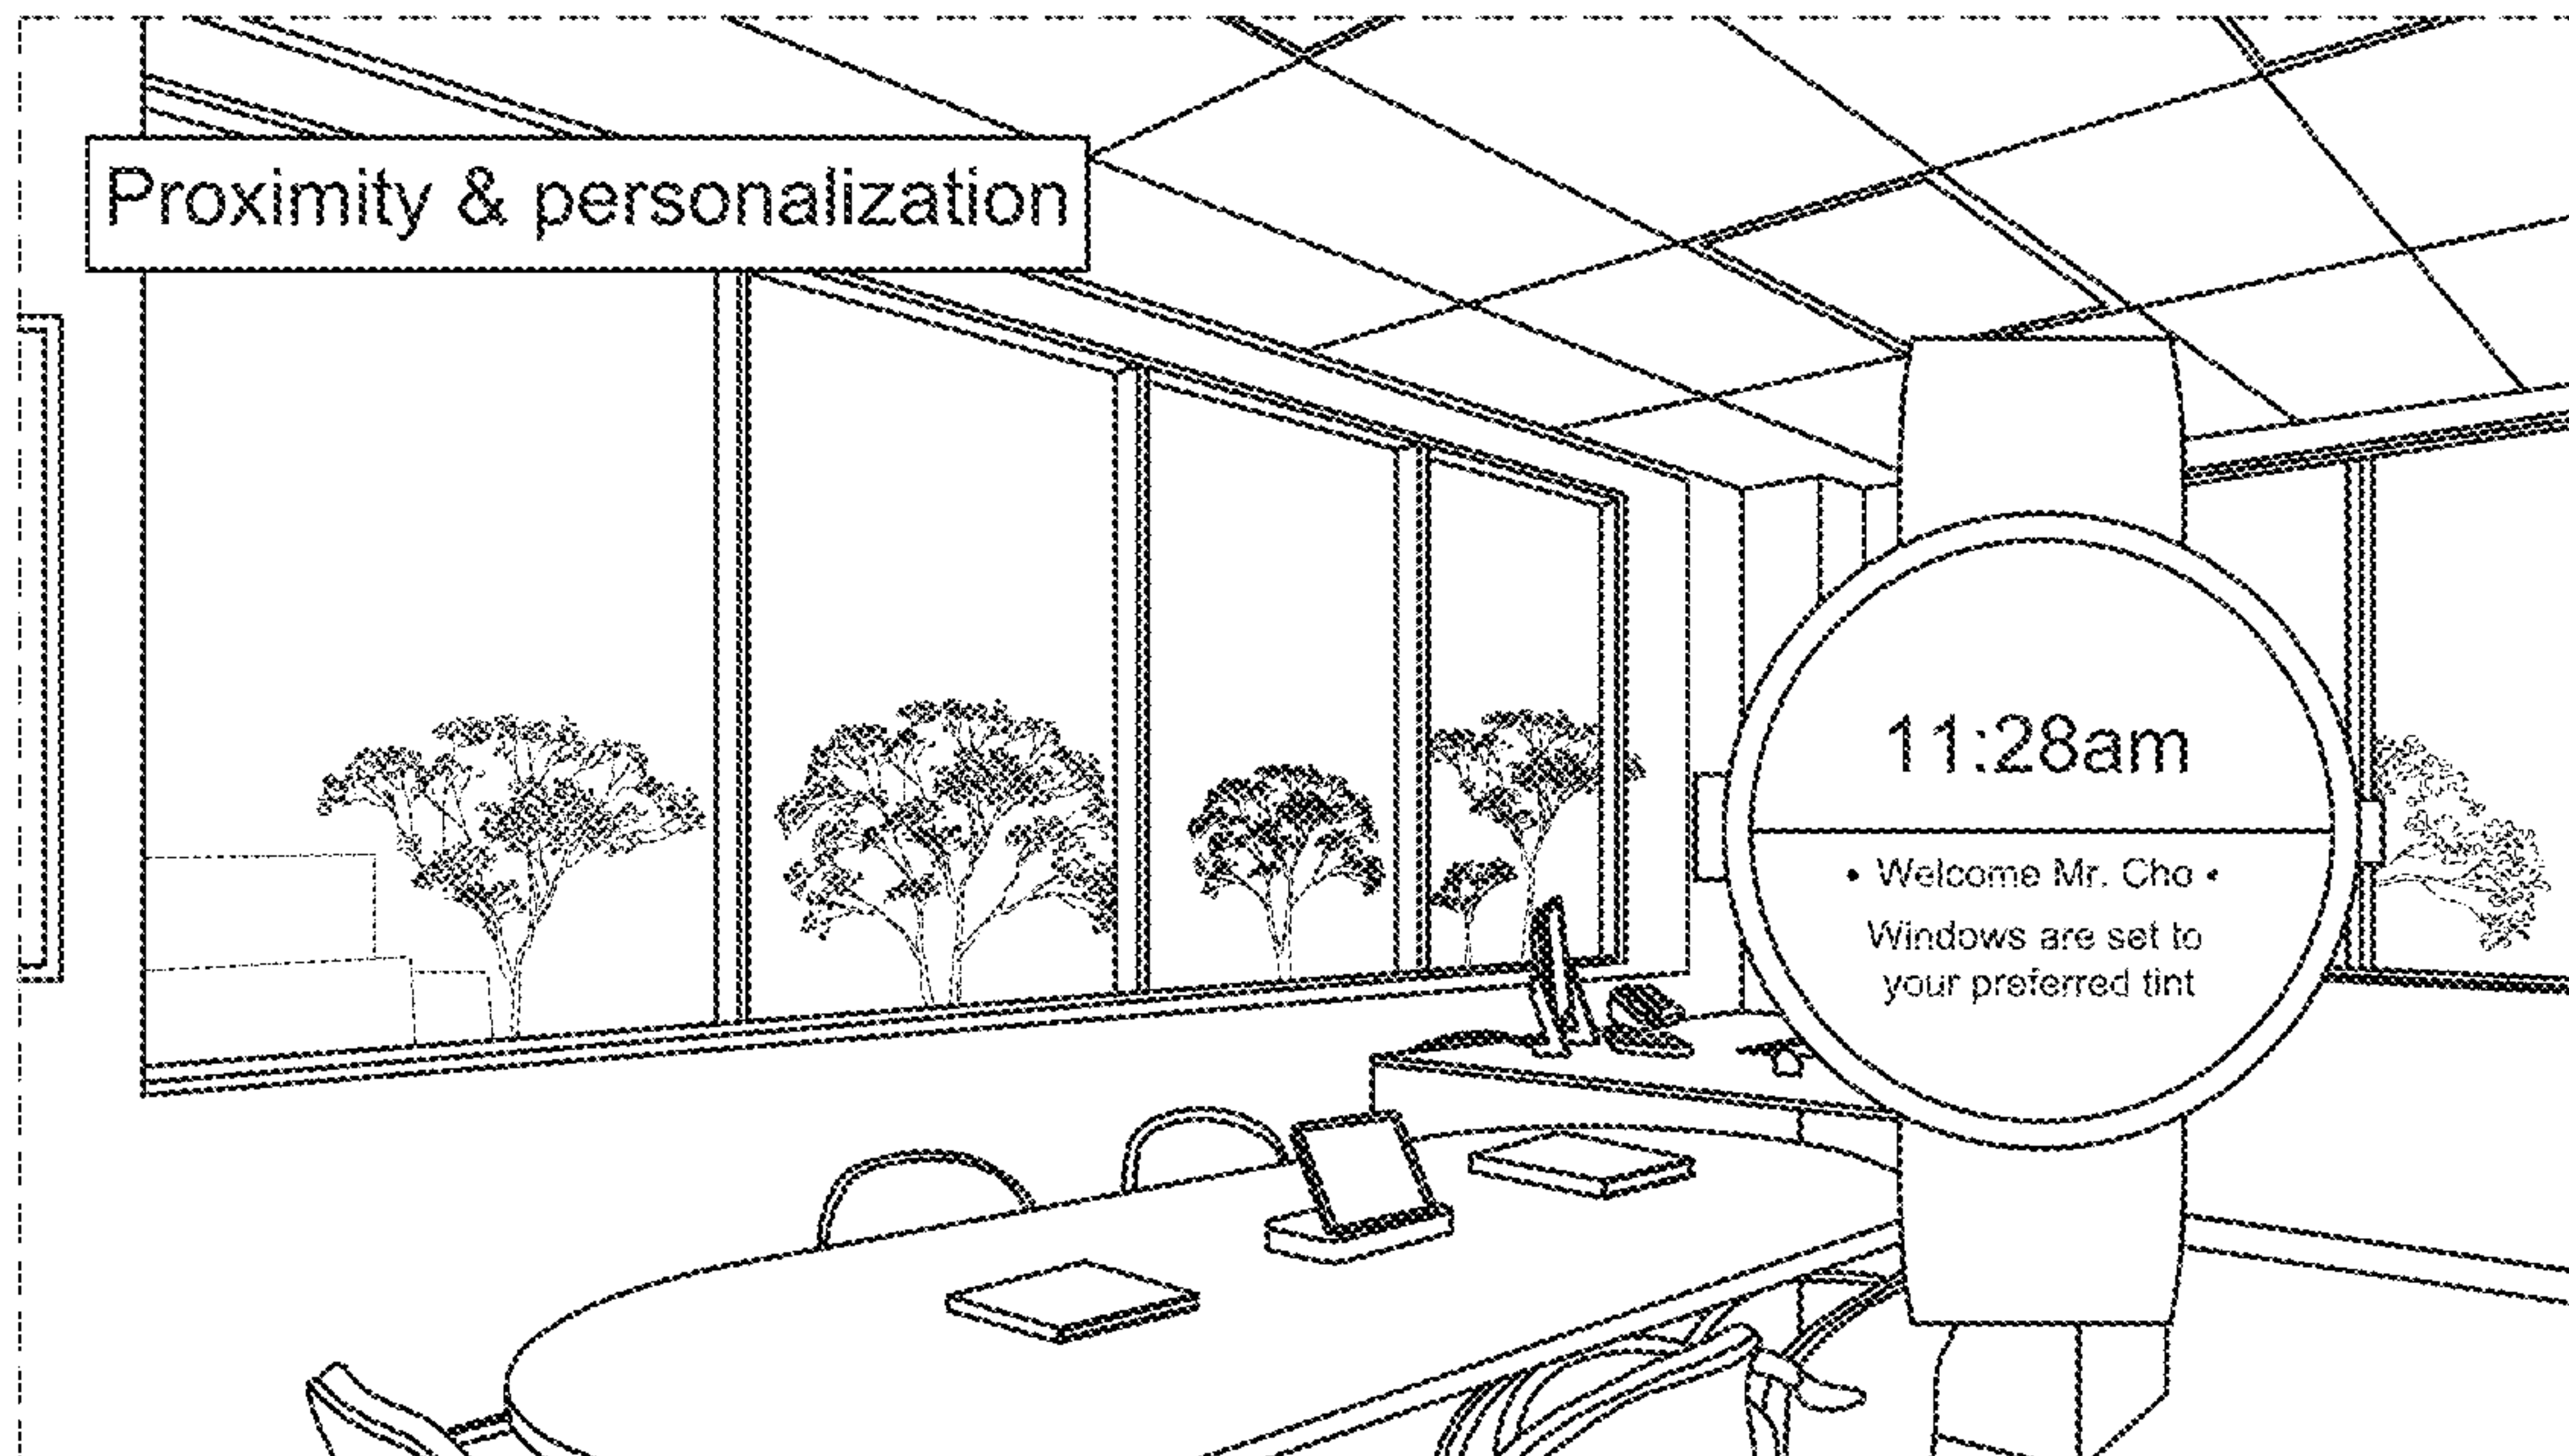 Proximity & personalization
11:28am
• Welcome Mr. Cho •
Windows are set to
your preferred tint